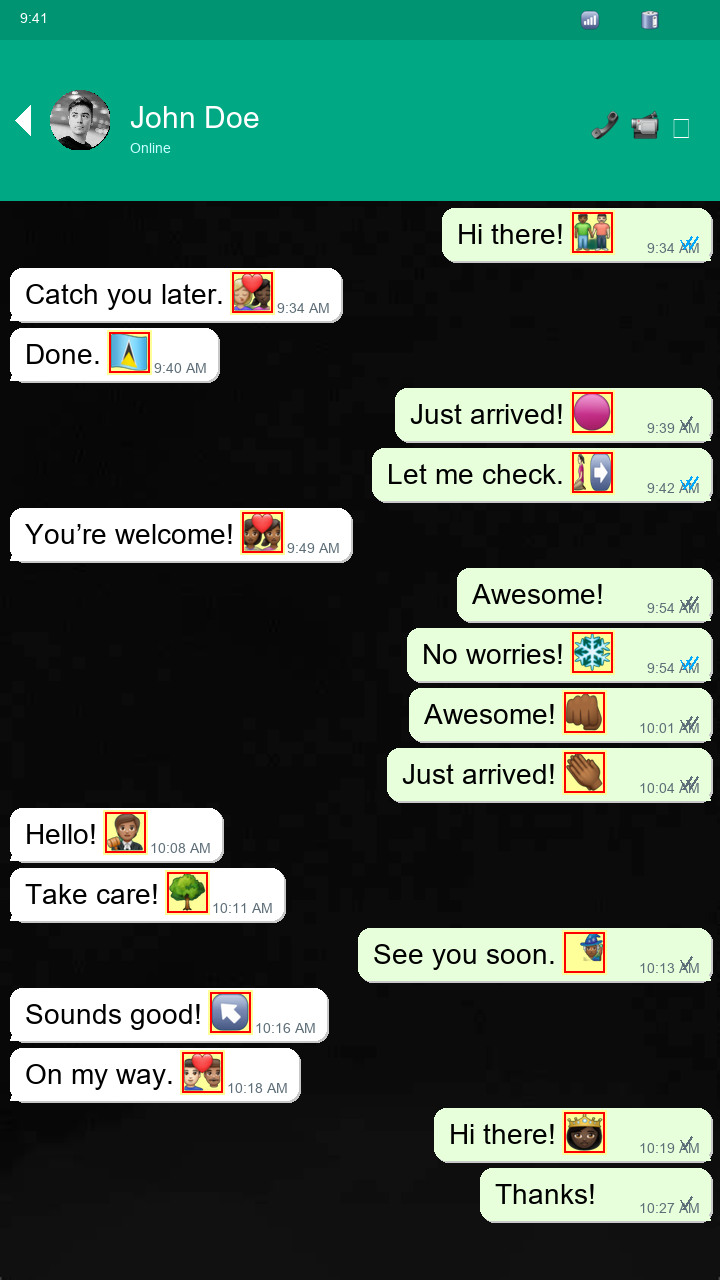 9:41
John Doe
Online
Hi there! 9:34 AM
Catch you later. 9:34 AM
Done. 9:40 AM
Just arrived! 9:39 AM
Let me check. 9:42 AM
You’re welcome! 9:49 AM
Awesome! 9:54 AM
No worries! 9:54 AM
Awesome! 10:01 AM
Just arrived! 10:04 AM
Hello! 10:08 AM
Take care! 10:11 AM
See you soon. 10:13 AM
Sounds good! 10:16 AM
On my way. 10:18 AM
Hi there! 10:19 AM
Thanks! 10:27 AM